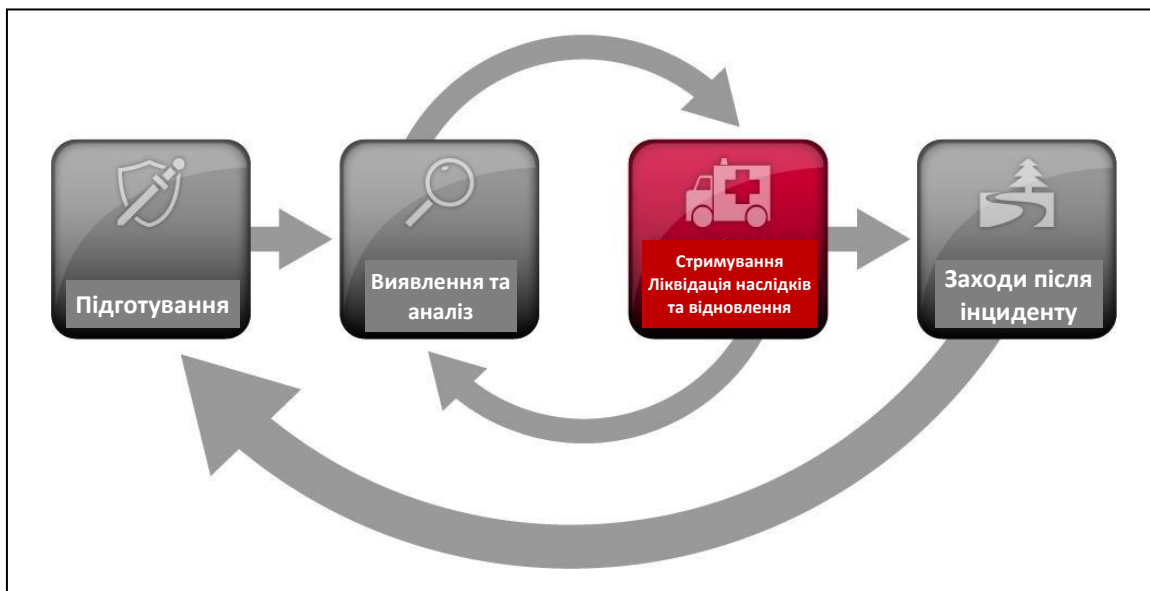 Підготування
Виявлення та
аналіз
Стримування
Ліквідація наслідків
та відновлення
Заходи після
інциденту